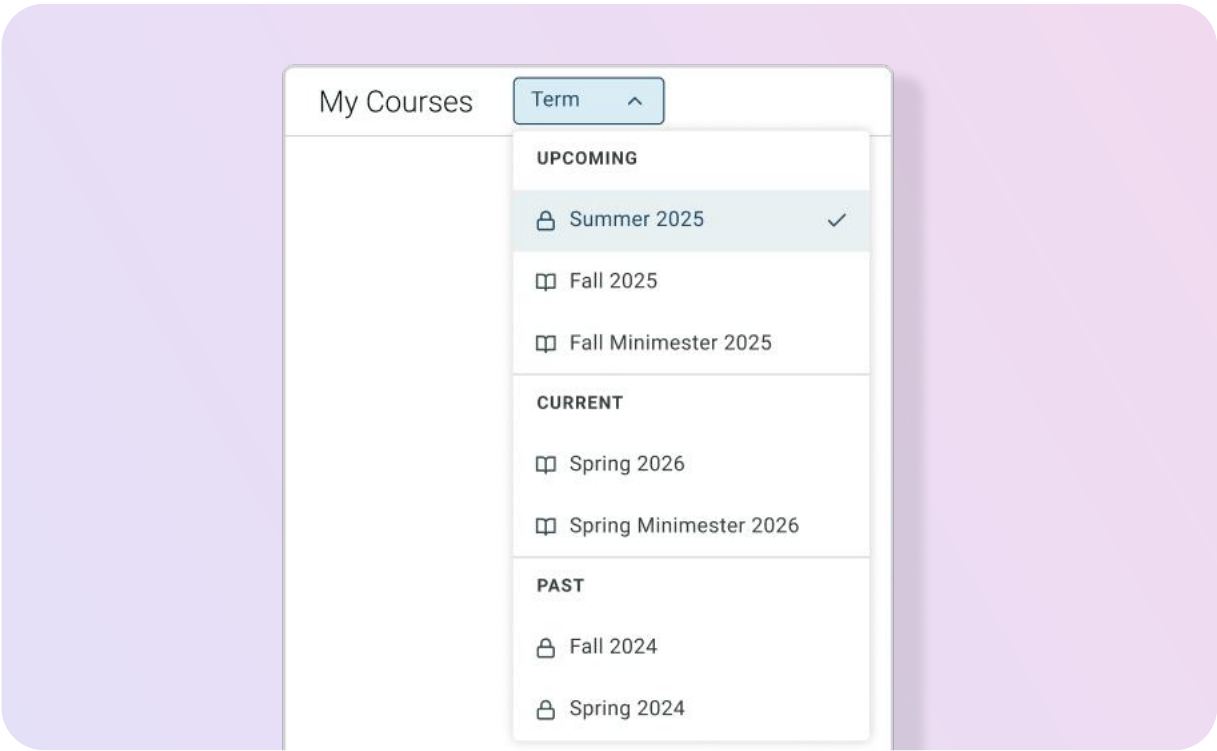 My Courses
Term
UPCOMING
Summer 2025
Fall 2025
Fall Minimester 2025
CURRENT
Spring 2026
Spring Minimester 2026
PAST
Fall 2024
Spring 2024